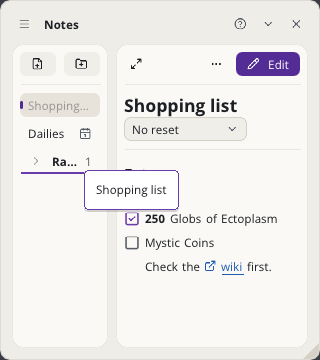 Notes
Shopping...
Dailies
Ra... 1
Edit
Shopping list
No reset
Shopping list
250 Globs of Ectoplasm
Mystic Coins
Check the wiki first.